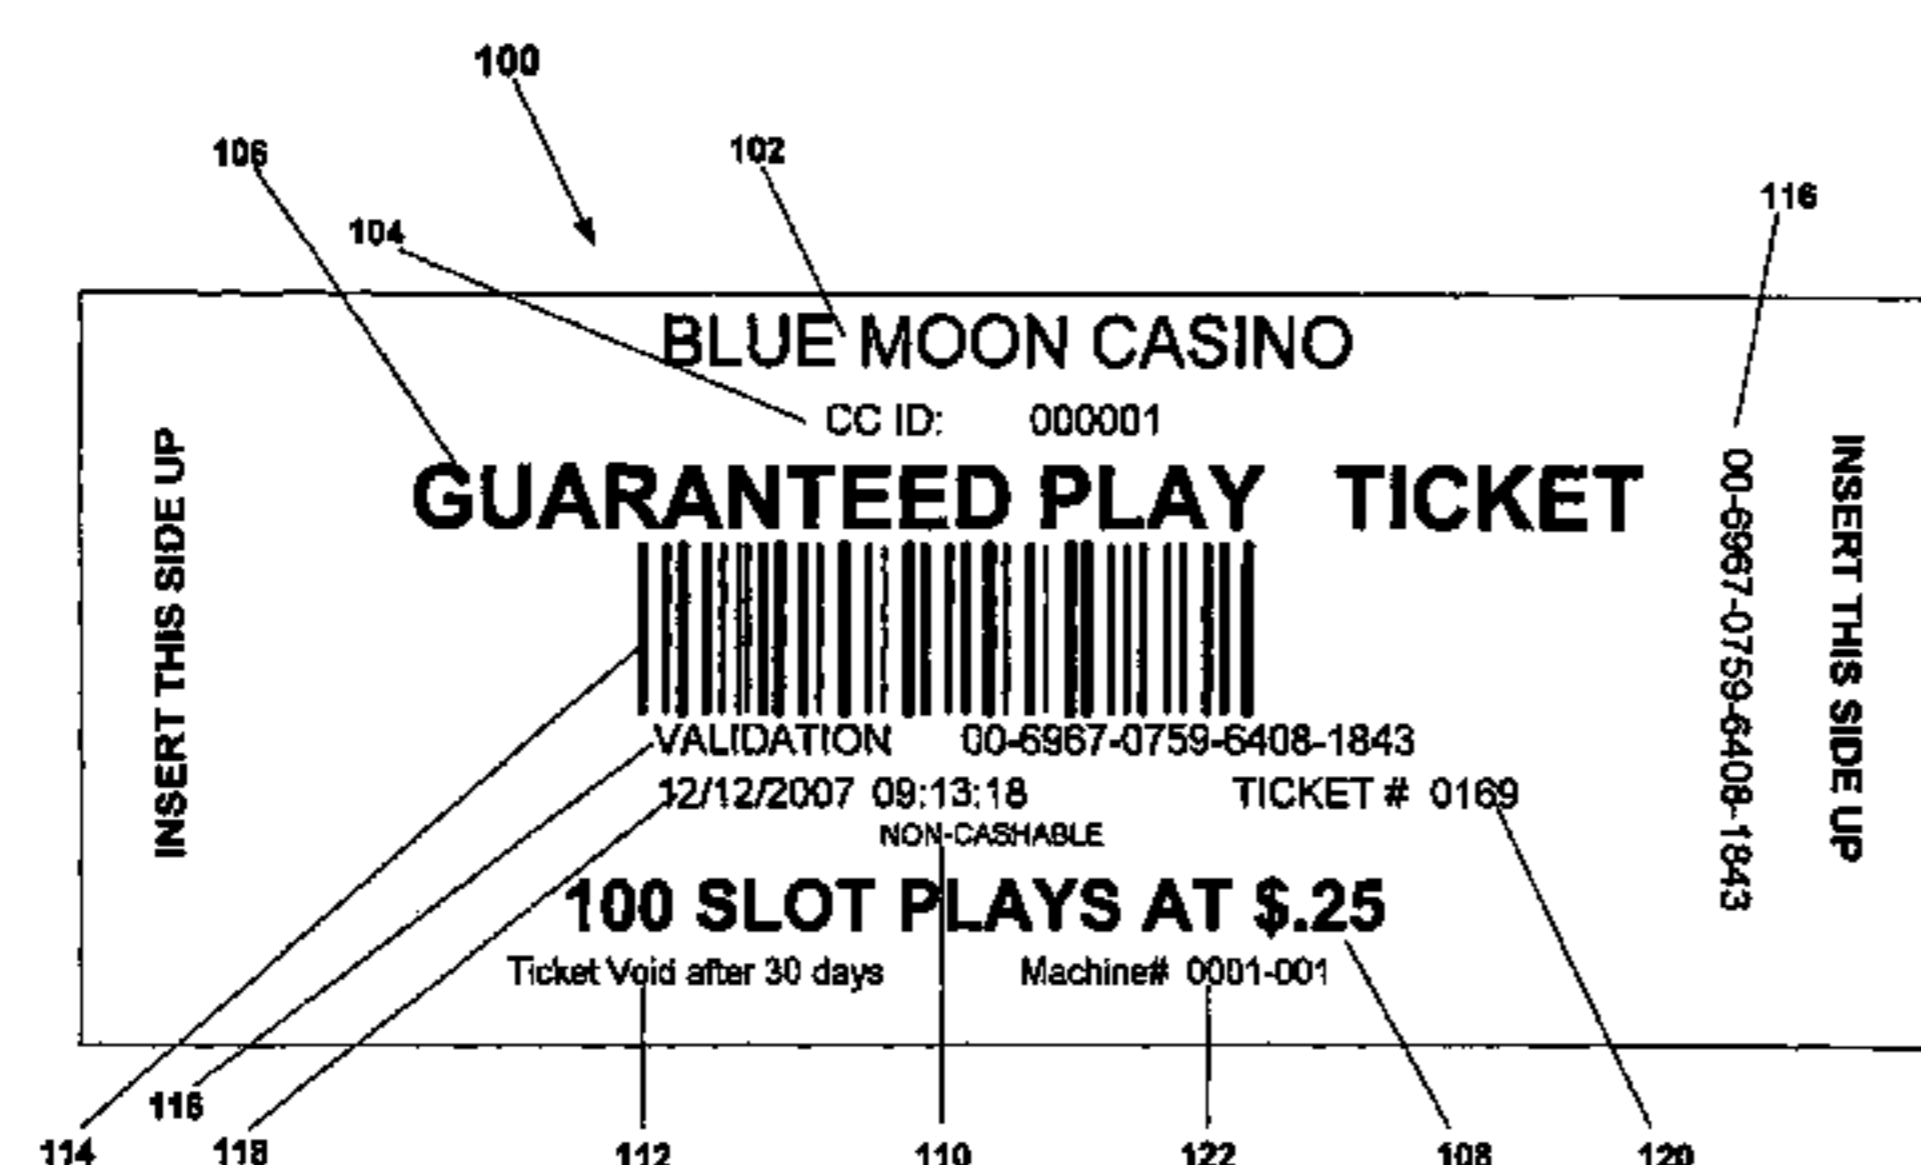 100
106
102
104
116
BLUE MOON CASINO
CC ID: 000001
GUARANTEED PLAY TICKET
INSERT THIS SIDE UP
00-6967-0759-6408-1843
INSERT THIS SIDE UP
VALIDATION 00-6967-0759-6408-1843
12/12/2007 09:13:18 TICKET # 0169
NON-CASHABLE
100 SLOT PLAYS AT $.25
Ticket Void after 30 days Machine# 0001-001
116
114 118 112 110 122 108 120